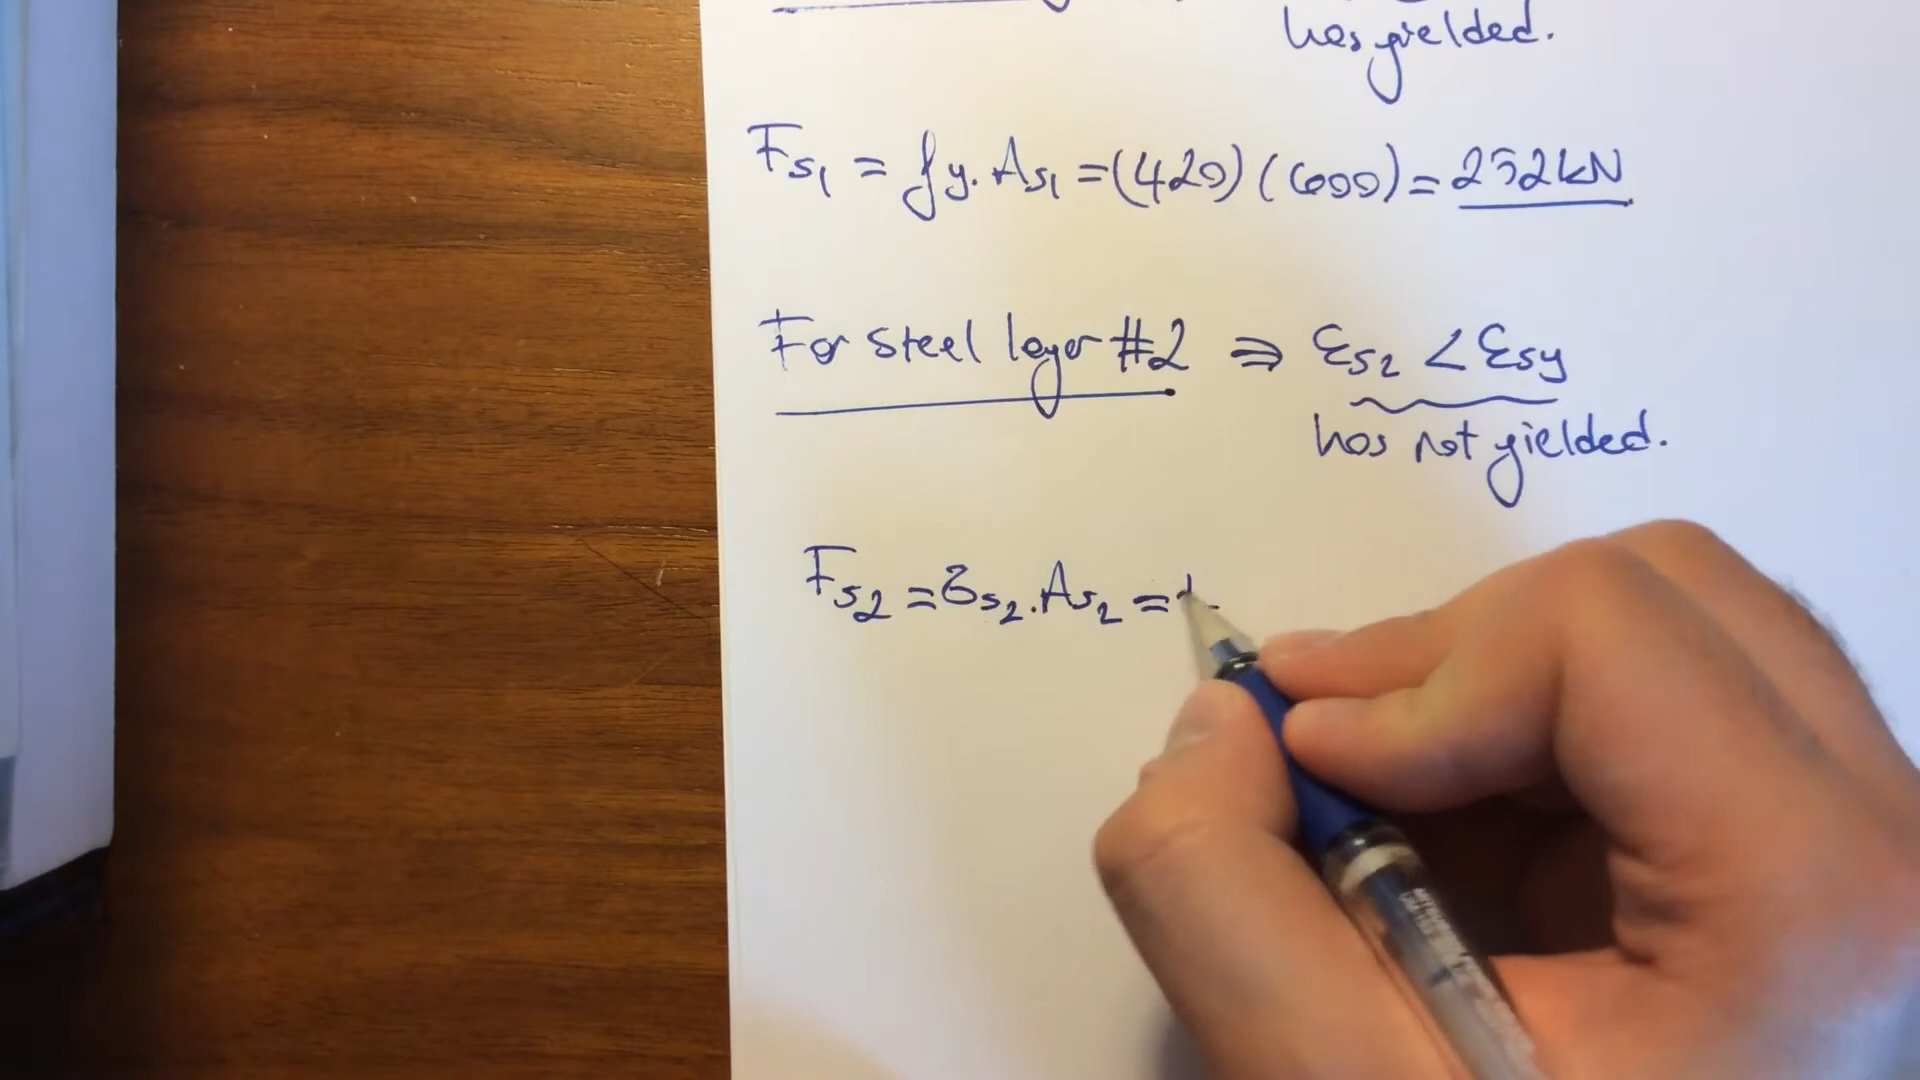 has yielded.
Fs₁ = fy. As₁ = (420) (600) = 252kN
For steel layer #2 ⇒ εs₂ < εsy
has not yielded.
Fs₂ = σs₂. As₂ =